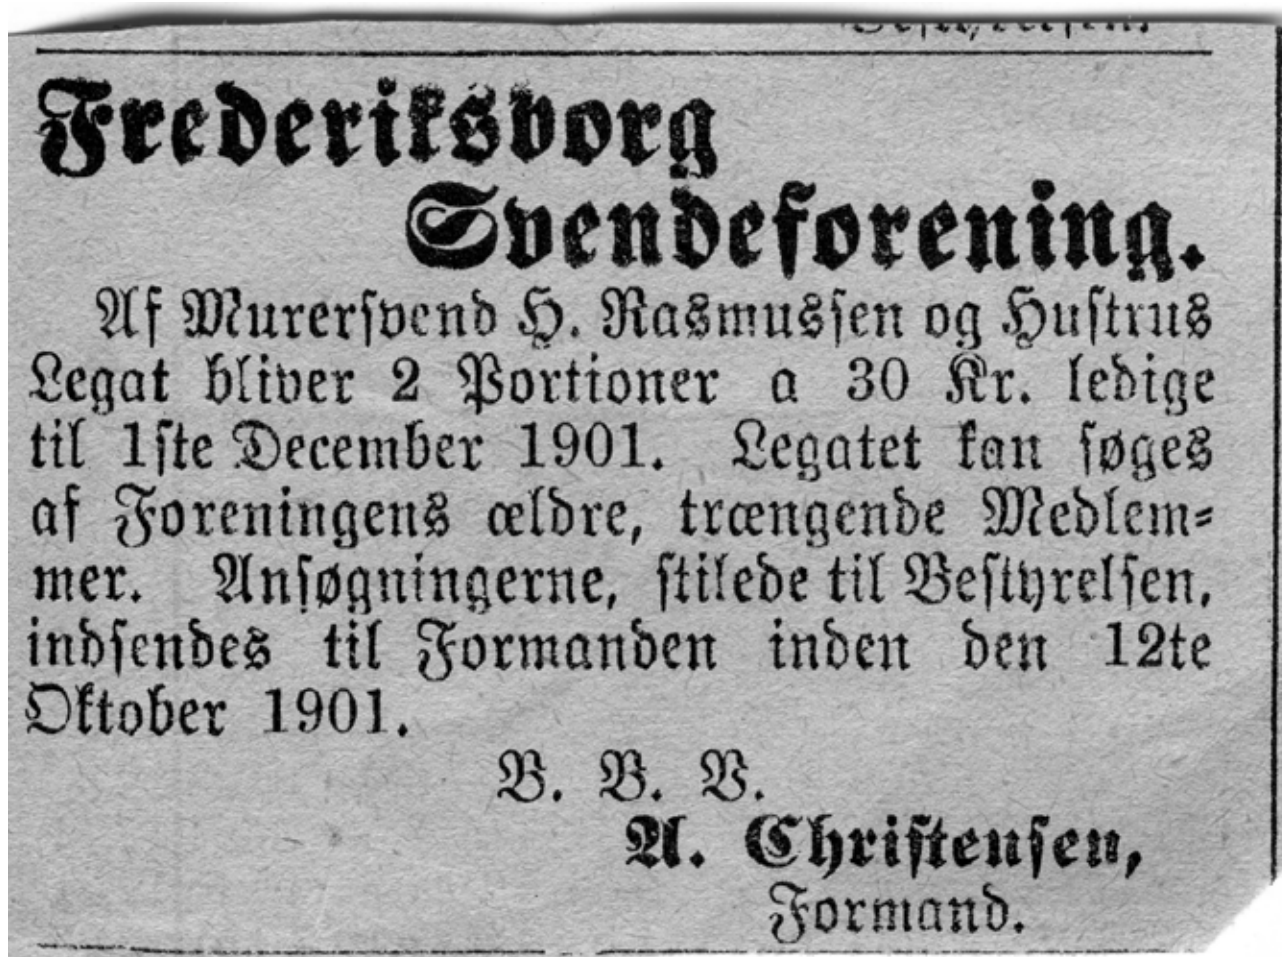 Frederiksborg
Svendeforening.
Af Murersvend H. Rasmussen og Hustrus
Legat bliver 2 Portioner a 30 Kr. ledige
til 1ste December 1901. Legatet kan søges
af Foreningens ældre, trængende Medlem-
mer. Ansøgningerne, stilede til Bestyrelsen,
indsendes til Formanden inden den 12te
Oktober 1901.
B. B. V.
A. Christensen,
Formand.